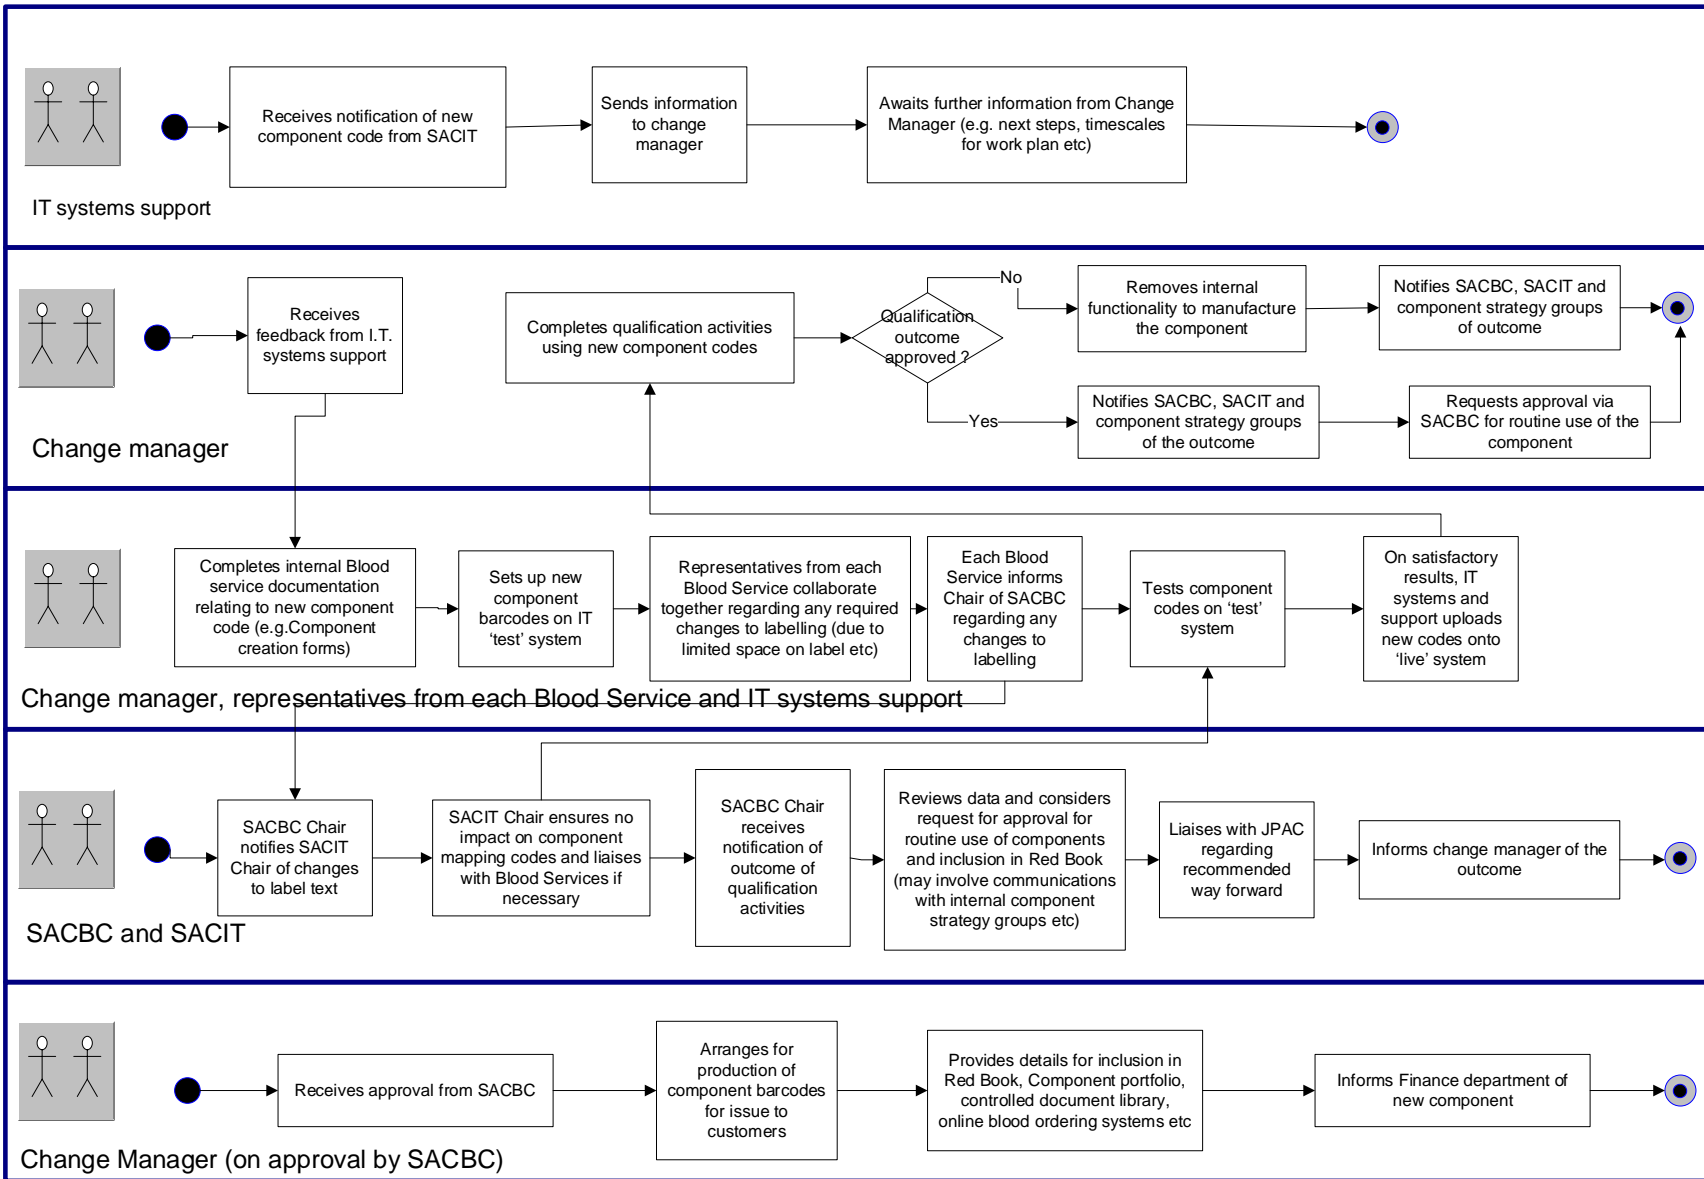 Receives notification of new
component code from SACIT
Sends information
to change
manager
Awaits further information from Change
Manager (e.g. next steps, timescales
for work plan etc)
IT systems support
Receives
feedback from I.T.
systems support
Completes qualification activities
using new component codes
Qualification
outcome
approved ?
No
Removes internal
functionality to manufacture
the component
Notifies SACBC, SACIT and
component strategy groups
of outcome
Yes
Notifies SACBC, SACIT and
component strategy groups
of the outcome
Requests approval via
SACBC for routine use of the
component
Change manager
Completes internal Blood
service documentation
relating to new component
code (e.g.Component
creation forms)
Sets up new
component
barcodes on IT
‘test’ system
Representatives from each
Blood Service collaborate
together regarding any required
changes to labelling (due to
limited space on label etc)
Each Blood
Service informs
Chair of SACBC
regarding any
changes to
labelling
Tests component
codes on ‘test’
system
On satisfactory
results, IT
systems and
support uploads
new codes onto
‘live’ system
Change manager, representatives from each Blood Service and IT systems support
SACBC Chair
notifies SACIT
Chair of changes
to label text
SACIT Chair ensures no
impact on component
mapping codes and liaises
with Blood Services if
necessary
SACBC Chair
receives
notification of
outcome of
qualification
activities
Reviews data and considers
request for approval for
routine use of components
and inclusion in Red Book
(may involve communications
with internal component
strategy groups etc)
Liaises with JPAC
regarding
recommended
way forward
Informs change manager of the
outcome
SACBC and SACIT
Receives approval from SACBC
Arranges for
production of
component barcodes
for issue to
customers
Provides details for inclusion in
Red Book, Component portfolio,
controlled document library,
online blood ordering systems etc
Informs Finance department of
new component
Change Manager (on approval by SACBC)